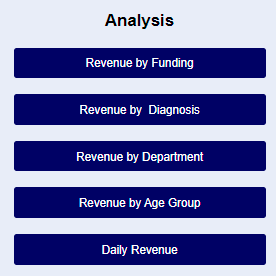 Analysis
Revenue by Funding
Revenue by  Diagnosis
Revenue by Department
Revenue by Age Group
Daily Revenue